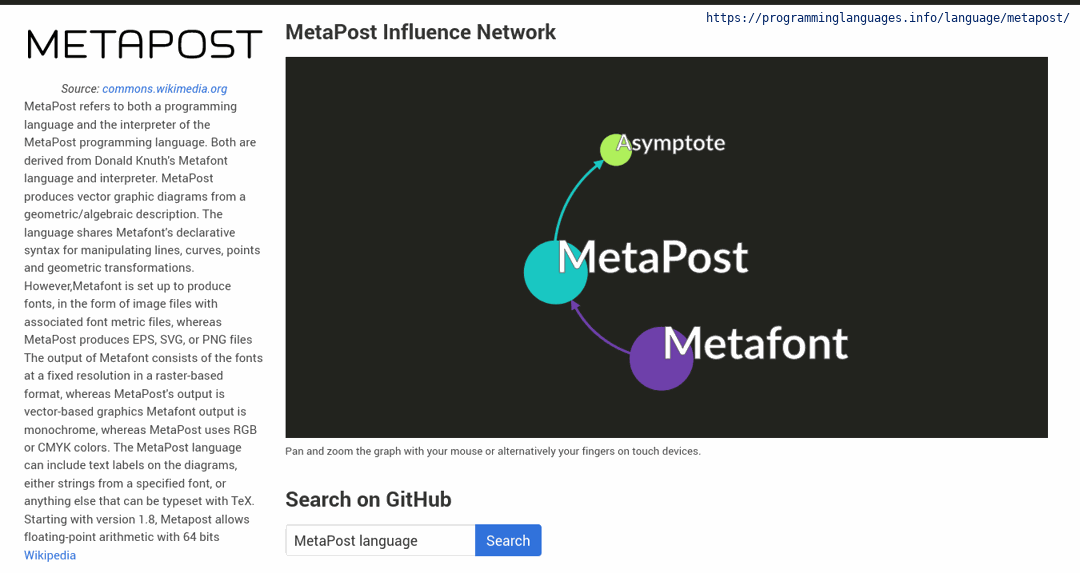 https://programminglanguages.info/language/metapost/
METAPOST
Source: commons.wikimedia.org
MetaPost refers to both a programming
language and the interpreter of the
MetaPost programming language. Both are
derived from Donald Knuth's Metafont
language and interpreter. MetaPost
produces vector graphic diagrams from a
geometric/algebraic description. The
language shares Metafont's declarative
syntax for manipulating lines, curves, points
and geometric transformations.
However,Metafont is set up to produce
fonts, in the form of image files with
associated font metric files, whereas
MetaPost produces EPS, SVG, or PNG files
The output of Metafont consists of the fonts
at a fixed resolution in a raster-based
format, whereas MetaPost's output is
vector-based graphics Metafont output is
monochrome, whereas MetaPost uses RGB
or CMYK colors. The MetaPost language
can include text labels on the diagrams,
either strings from a specified font, or
anything else that can be typeset with TeX.
Starting with version 1.8, Metapost allows
floating-point arithmetic with 64 bits
Wikipedia
MetaPost Influence Network
Asymptote
MetaPost
Metafont
Pan and zoom the graph with your mouse or alternatively your fingers on touch devices.
Search on GitHub
MetaPost language
Search